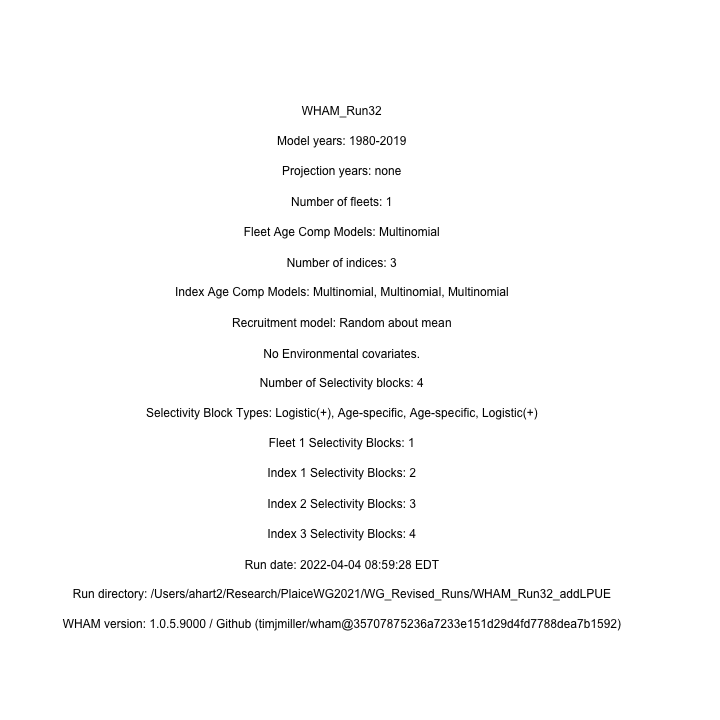 WHAM_Run32
Model years: 1980-2019
Projection years: none
Number of fleets: 1
Fleet Age Comp Models: Multinomial
Number of indices: 3
Index Age Comp Models: Multinomial, Multinomial, Multinomial
Recruitment model: Random about mean
No Environmental covariates.
Number of Selectivity blocks: 4
Selectivity Block Types: Logistic(+), Age-specific, Age-specific, Logistic(+)
Fleet 1 Selectivity Blocks: 1
Index 1 Selectivity Blocks: 2
Index 2 Selectivity Blocks: 3
Index 3 Selectivity Blocks: 4
Run date: 2022-04-04 08:59:28 EDT
Run directory: /Users/ahart2/Research/PlaiceWG2021/WG_Revised_Runs/WHAM_Run32_addLPUE
WHAM version: 1.0.5.9000 / Github (timjmiller/wham@35707875236a7233e151d29d4fd7788dea7b1592)